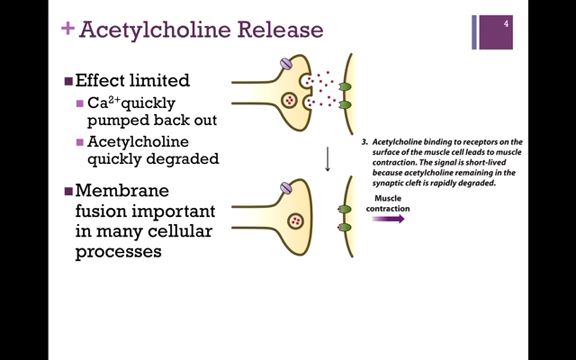 4
+ Acetylcholine Release
Effect limited
Ca²⁺quickly
pumped back out
Acetylcholine
quickly degraded
Membrane
fusion important
in many cellular
processes
3. Acetylcholine binding to receptors on the
surface of the muscle cell leads to muscle
contraction. The signal is short-lived
because acetylcholine remaining in the
synaptic cleft is rapidly degraded.
Muscle
contraction